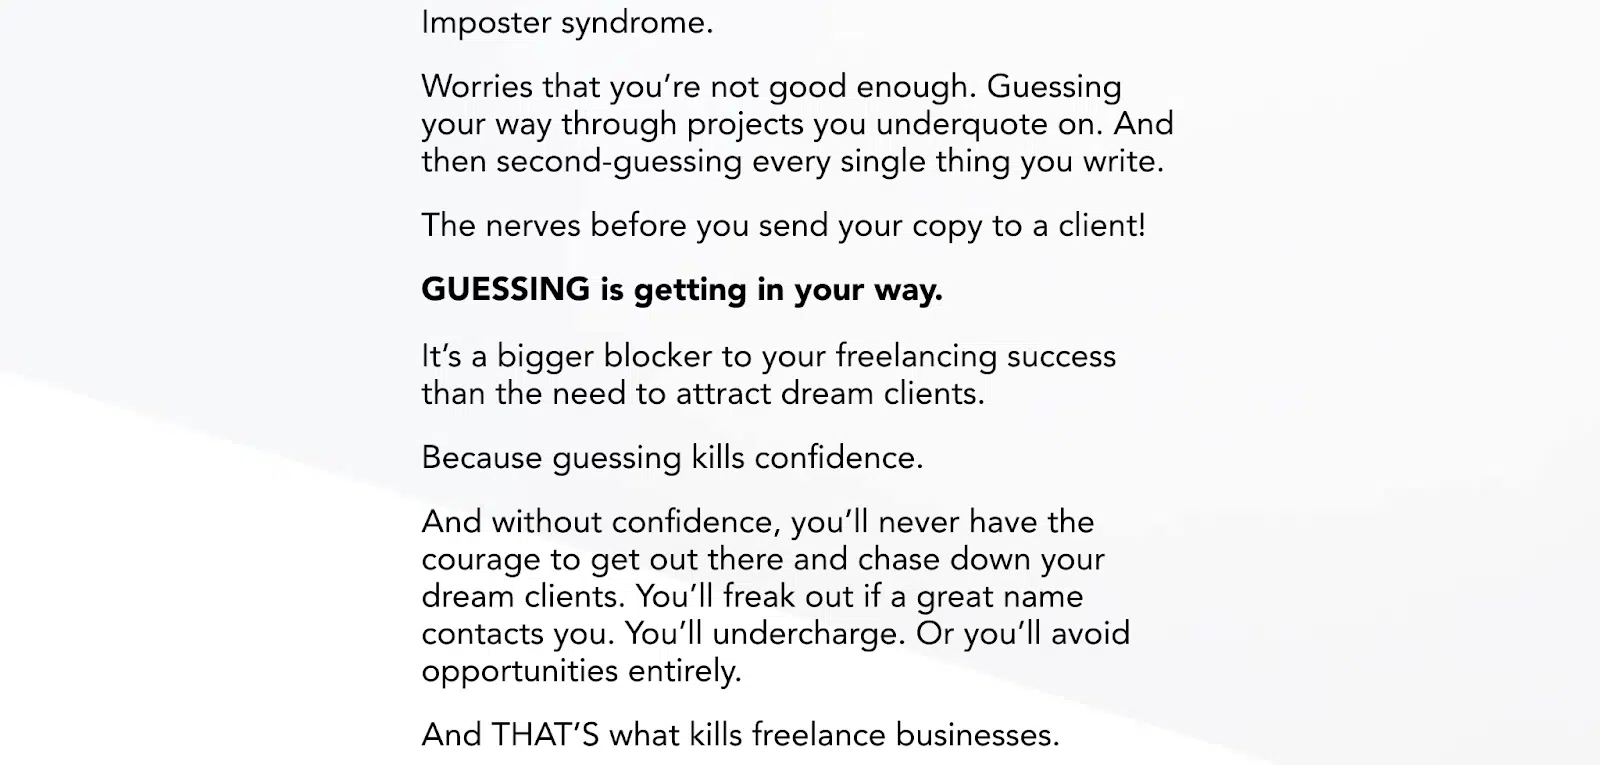 Imposter syndrome.
Worries that you’re not good enough. Guessing
your way through projects you underquote on. And
then second-guessing every single thing you write.
The nerves before you send your copy to a client!
GUESSING is getting in your way.
It’s a bigger blocker to your freelancing success
than the need to attract dream clients.
Because guessing kills confidence.
And without confidence, you’ll never have the
courage to get out there and chase down your
dream clients. You’ll freak out if a great name
contacts you. You’ll undercharge. Or you’ll avoid
opportunities entirely.
And THAT’S what kills freelance businesses.